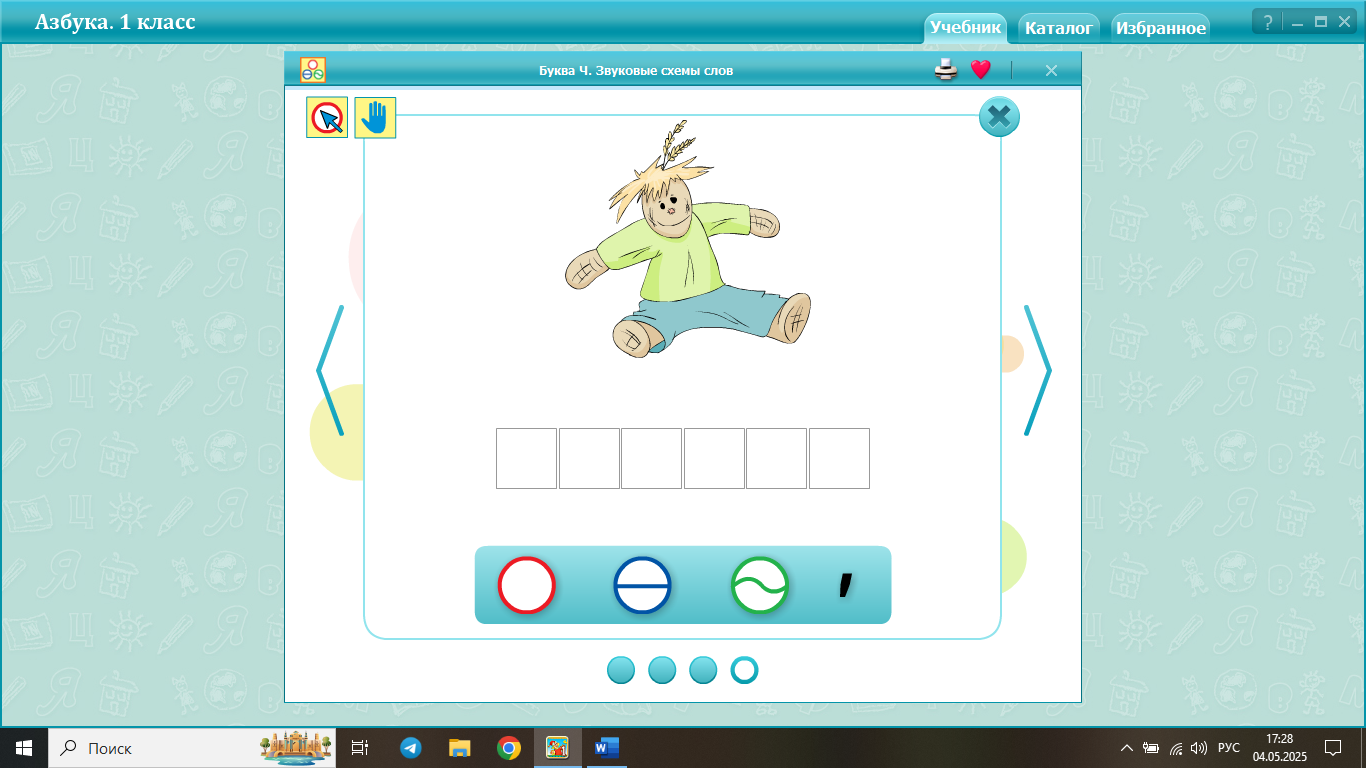 Азбука. 1 класс
Учебник
Каталог
Избранное
?
Буква Ч. Звуковые схемы слов
Поиск
РУС
17:28
04.05.2025